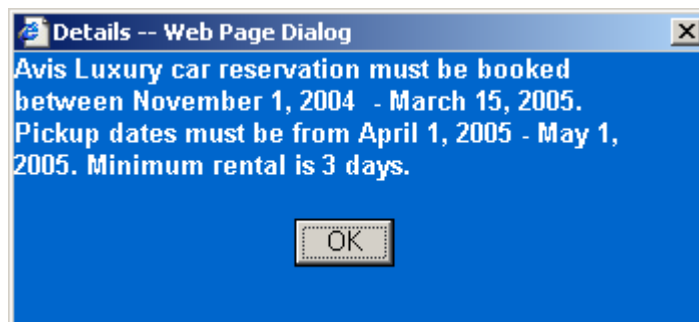 Details -- Web Page Dialog
Avis Luxury car reservation must be booked
between November 1, 2004  - March 15, 2005.
Pickup dates must be from April 1, 2005 - May 1,
2005. Minimum rental is 3 days.
OK